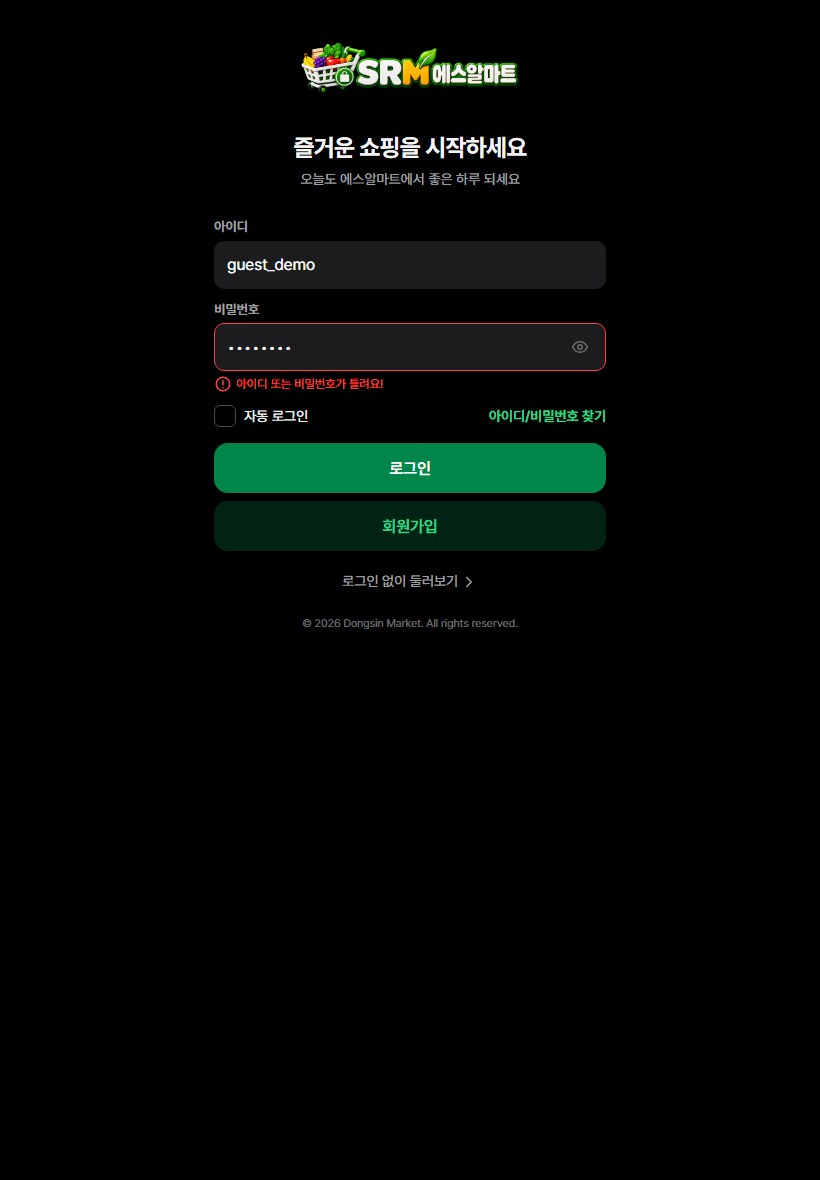 SRM 에스알마트
즐거운 쇼핑을 시작하세요
오늘도 에스알마트에서 좋은 하루 되세요
아이디
guest_demo
비밀번호
••••••••
아이디 또는 비밀번호가 틀려요!
자동 로그인
아이디/비밀번호 찾기
로그인
회원가입
로그인 없이 둘러보기
© 2026 Dongsin Market. All rights reserved.